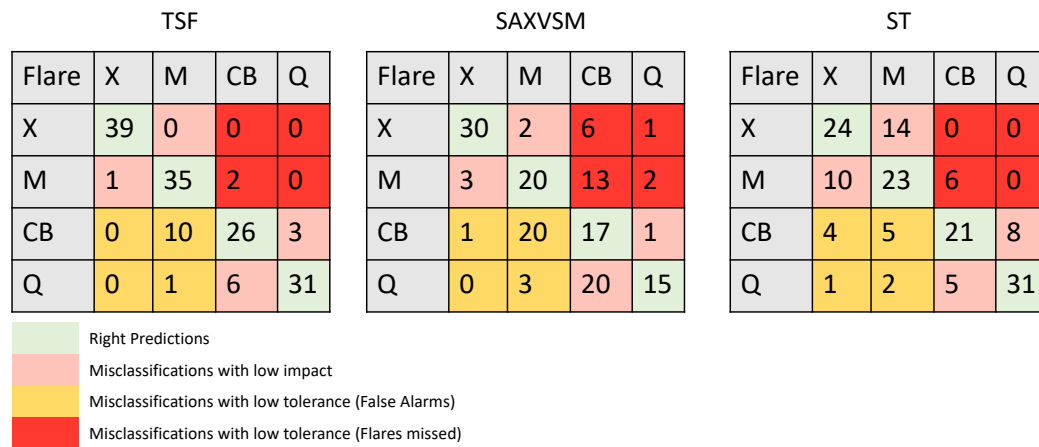 TSF SAXVSM ST
Flare X M CB Q Flare X M CB Q Flare X M CB Q
X 39 0 0 0 X 30 2 6 1 X 24 14 0 0
M 1 35 2 0 M 3 20 13 2 M 10 23 6 0
CB 0 10 26 3 CB 1 20 17 1 CB 4 5 21 8
Q 0 1 6 31 Q 0 3 20 15 Q 1 2 5 31
Right Predictions
Misclassifications with low impact
Misclassifications with low tolerance (False Alarms)
Misclassifications with low tolerance (Flares missed)